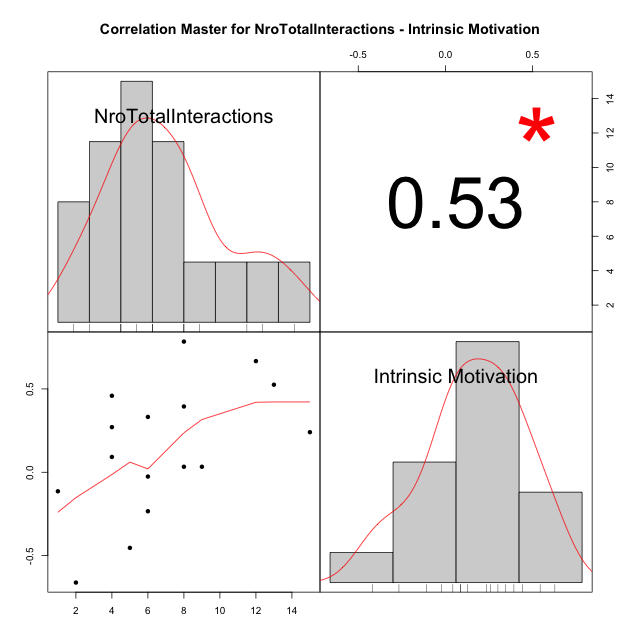 Correlation Master for NroTotalInteractions - Intrinsic Motivation
-0.5 0.0 0.5
NroTotalInteractions
*
0.53
14
12
10
8
6
4
2
Intrinsic Motivation
0.5
0.0
-0.5
2 4 6 8 10 12 14